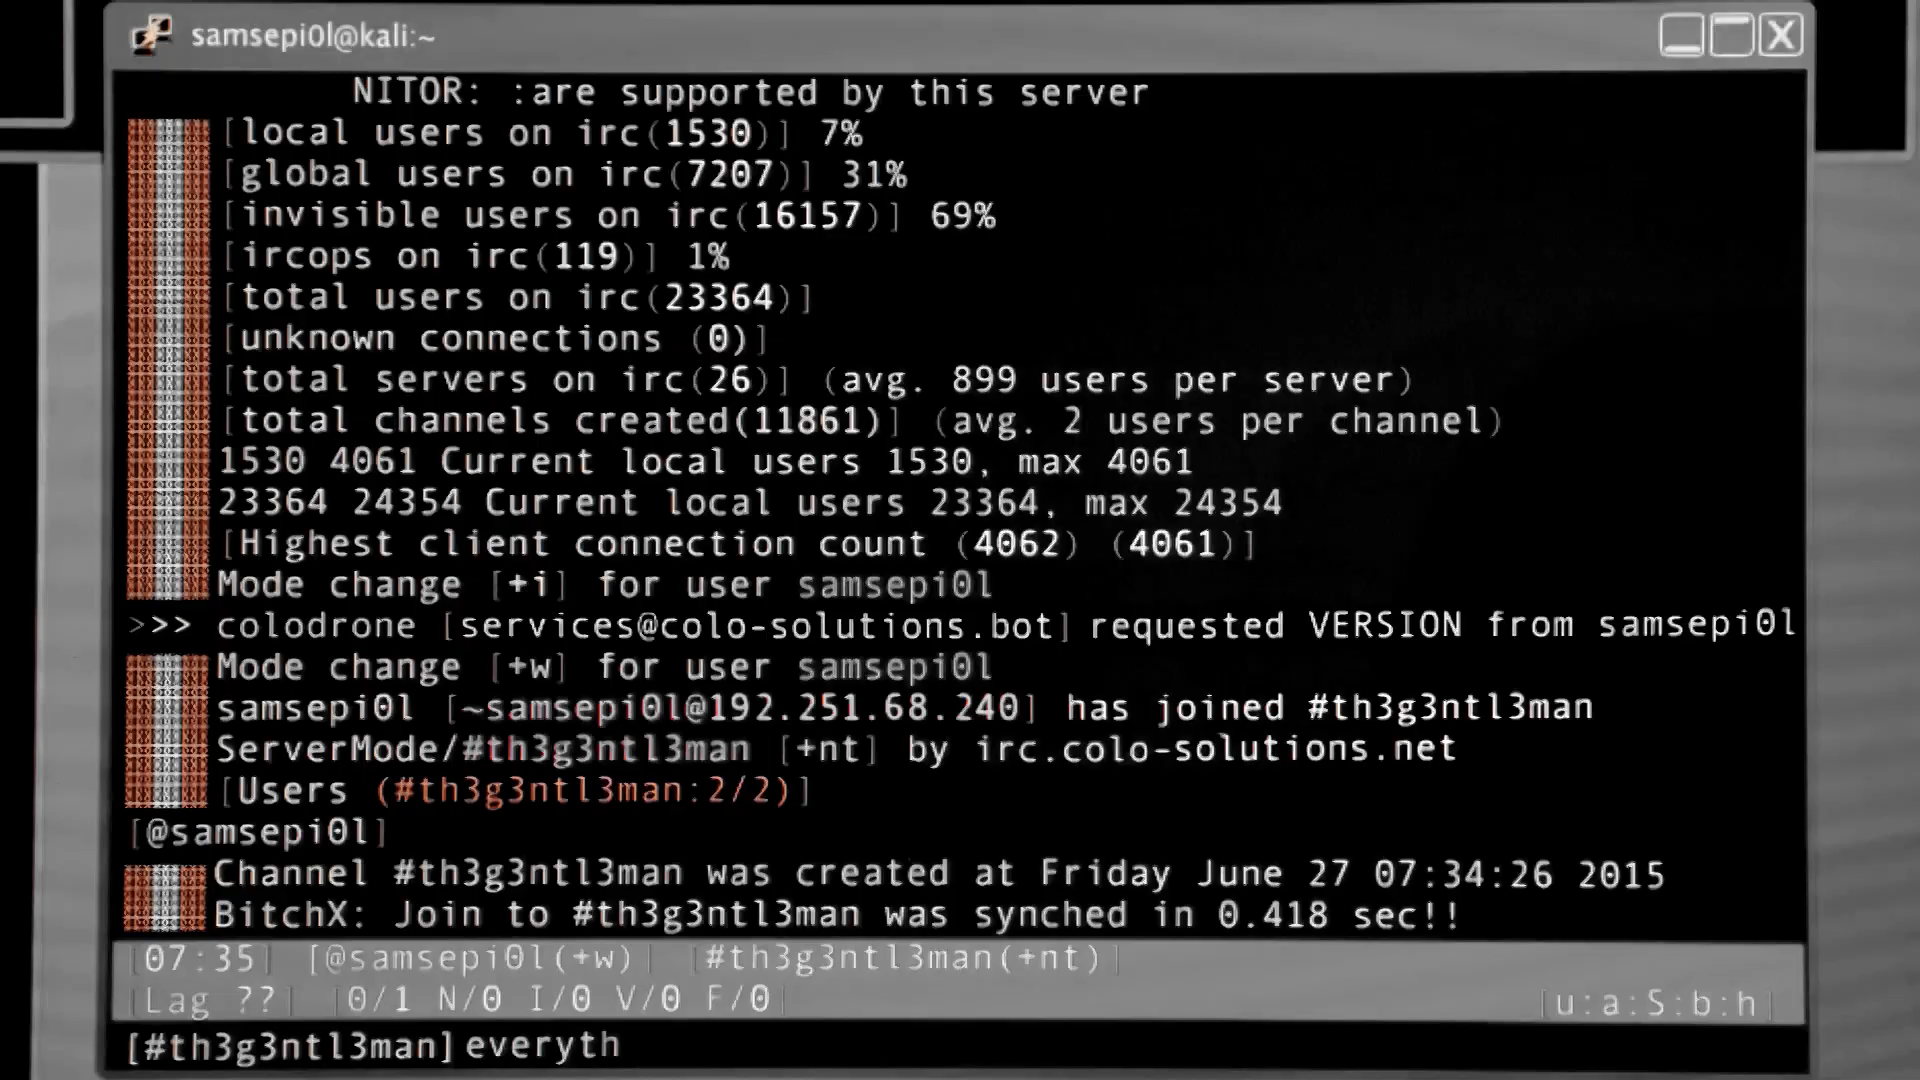 samsepi0l@kali:~
NITOR: :are supported by this server
[local users on irc(1530)] 7%
[global users on irc(7207)] 31%
[invisible users on irc(16157)] 69%
[ircops on irc(119)] 1%
[total users on irc(23364)]
[unknown connections (0)]
[total servers on irc(26)] (avg. 899 users per server)
[total channels created(11861)] (avg. 2 users per channel)
1530 4061 Current local users 1530, max 4061
23364 24354 Current local users 23364, max 24354
[Highest client connection count (4062) (4061)]
Mode change [+i] for user samsepi0l
>>> colodrone [services@colo-solutions.bot] requested VERSION from samsepi0l
Mode change [+w] for user samsepi0l
samsepi0l [~samsepi0l@192.251.68.240] has joined #th3g3ntl3man
ServerMode/#th3g3ntl3man [+nt] by irc.colo-solutions.net
[Users (#th3g3ntl3man:2/2)]
[@samsepi0l]
Channel #th3g3ntl3man was created at Friday June 27 07:34:26 2015
BitchX: Join to #th3g3ntl3man was synched in 0.418 sec!!
[07:35] [@samsepi0l(+w)] [#th3g3ntl3man(+nt)]
[Lag ??] [0/1 N/0 I/0 V/0 F/0] [u:a:S:b:h]
[#th3g3ntl3man] everyth